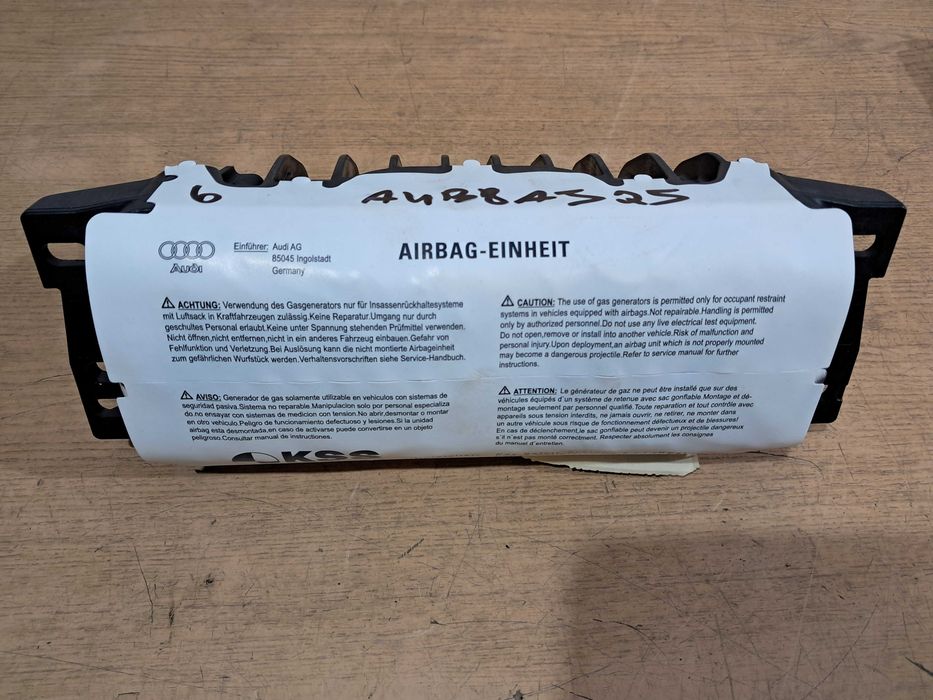 6
AURBAS 25
Audi
Einführer: Audi AG
85045 Ingolstadt
Germany
AIRBAG-EINHEIT
ACHTUNG: Verwendung des Gasgenerators nur für Insassenrückhaltesysteme
mit Luftsack in Kraftfahrzeugen zulässig.Keine Reparatur.Umgang nur durch
geschultes Personal erlaubt.Keine unter Spannung stehenden Prüfmittel verwenden.
Nicht öffnen,nicht entfernen,nicht in ein anderes Fahrzeug einbauen.Gefahr von
Fehlfunktion und Verletzung.Bei Auslösung kann die nicht montierte Airbageinheit
zum gefährlichen Wurfstück werden.Verhaltensvorschriften siehe Service-Handbuch.
CAUTION: The use of gas generators is permitted only for occupant restraint
systems in vehicles equipped with airbags.Not repairable.Handling is permitted
only by authorized personnel.Do not use any live electrical test equipment.
Do not open,remove or install into another vehicle.Risk of malfunction and
personal injury.Upon deployment,an airbag unit which is not properly mounted
may become a dangerous projectile.Refer to service manual for further
instructions.
AVISO: Generador de gas solamente utilizable en vehiculos con sistemas de
seguridad pasiva.Sistema no reparable.Manipulacion solo por personal especializa
do.no ensayar con sistemas de medicion con tensión.No abrir,desmontar o montar
en otro vehiculo.Peligro de funcionamiento defectuoso y lesiones.Si la unidad
airbag esta desmontada,en caso de activarse puede convertirse en un objeto
peligroso.Consultar manual de instructions.
ATTENTION: Le générateur de gaz ne peut être installé que sur des
véhicules équipés d´un système de retenue avec sac gonflable.Montage et dé-
montage seulement par personnel qualifié.Toute reparation et tout contrôle avec
appareils sous tension interdits, ne jamais ouvrir, ne retirer, ne monter dans
un autre véhicule sous risque de fonctionnement défectueux et de blessures!
En cas de déclenchement,le sac gonflable peut devenir un projectile dangereux
s´il n´est pas monté correctement. Respecter absolument les consignes
du manuel d´entretien.
KSS